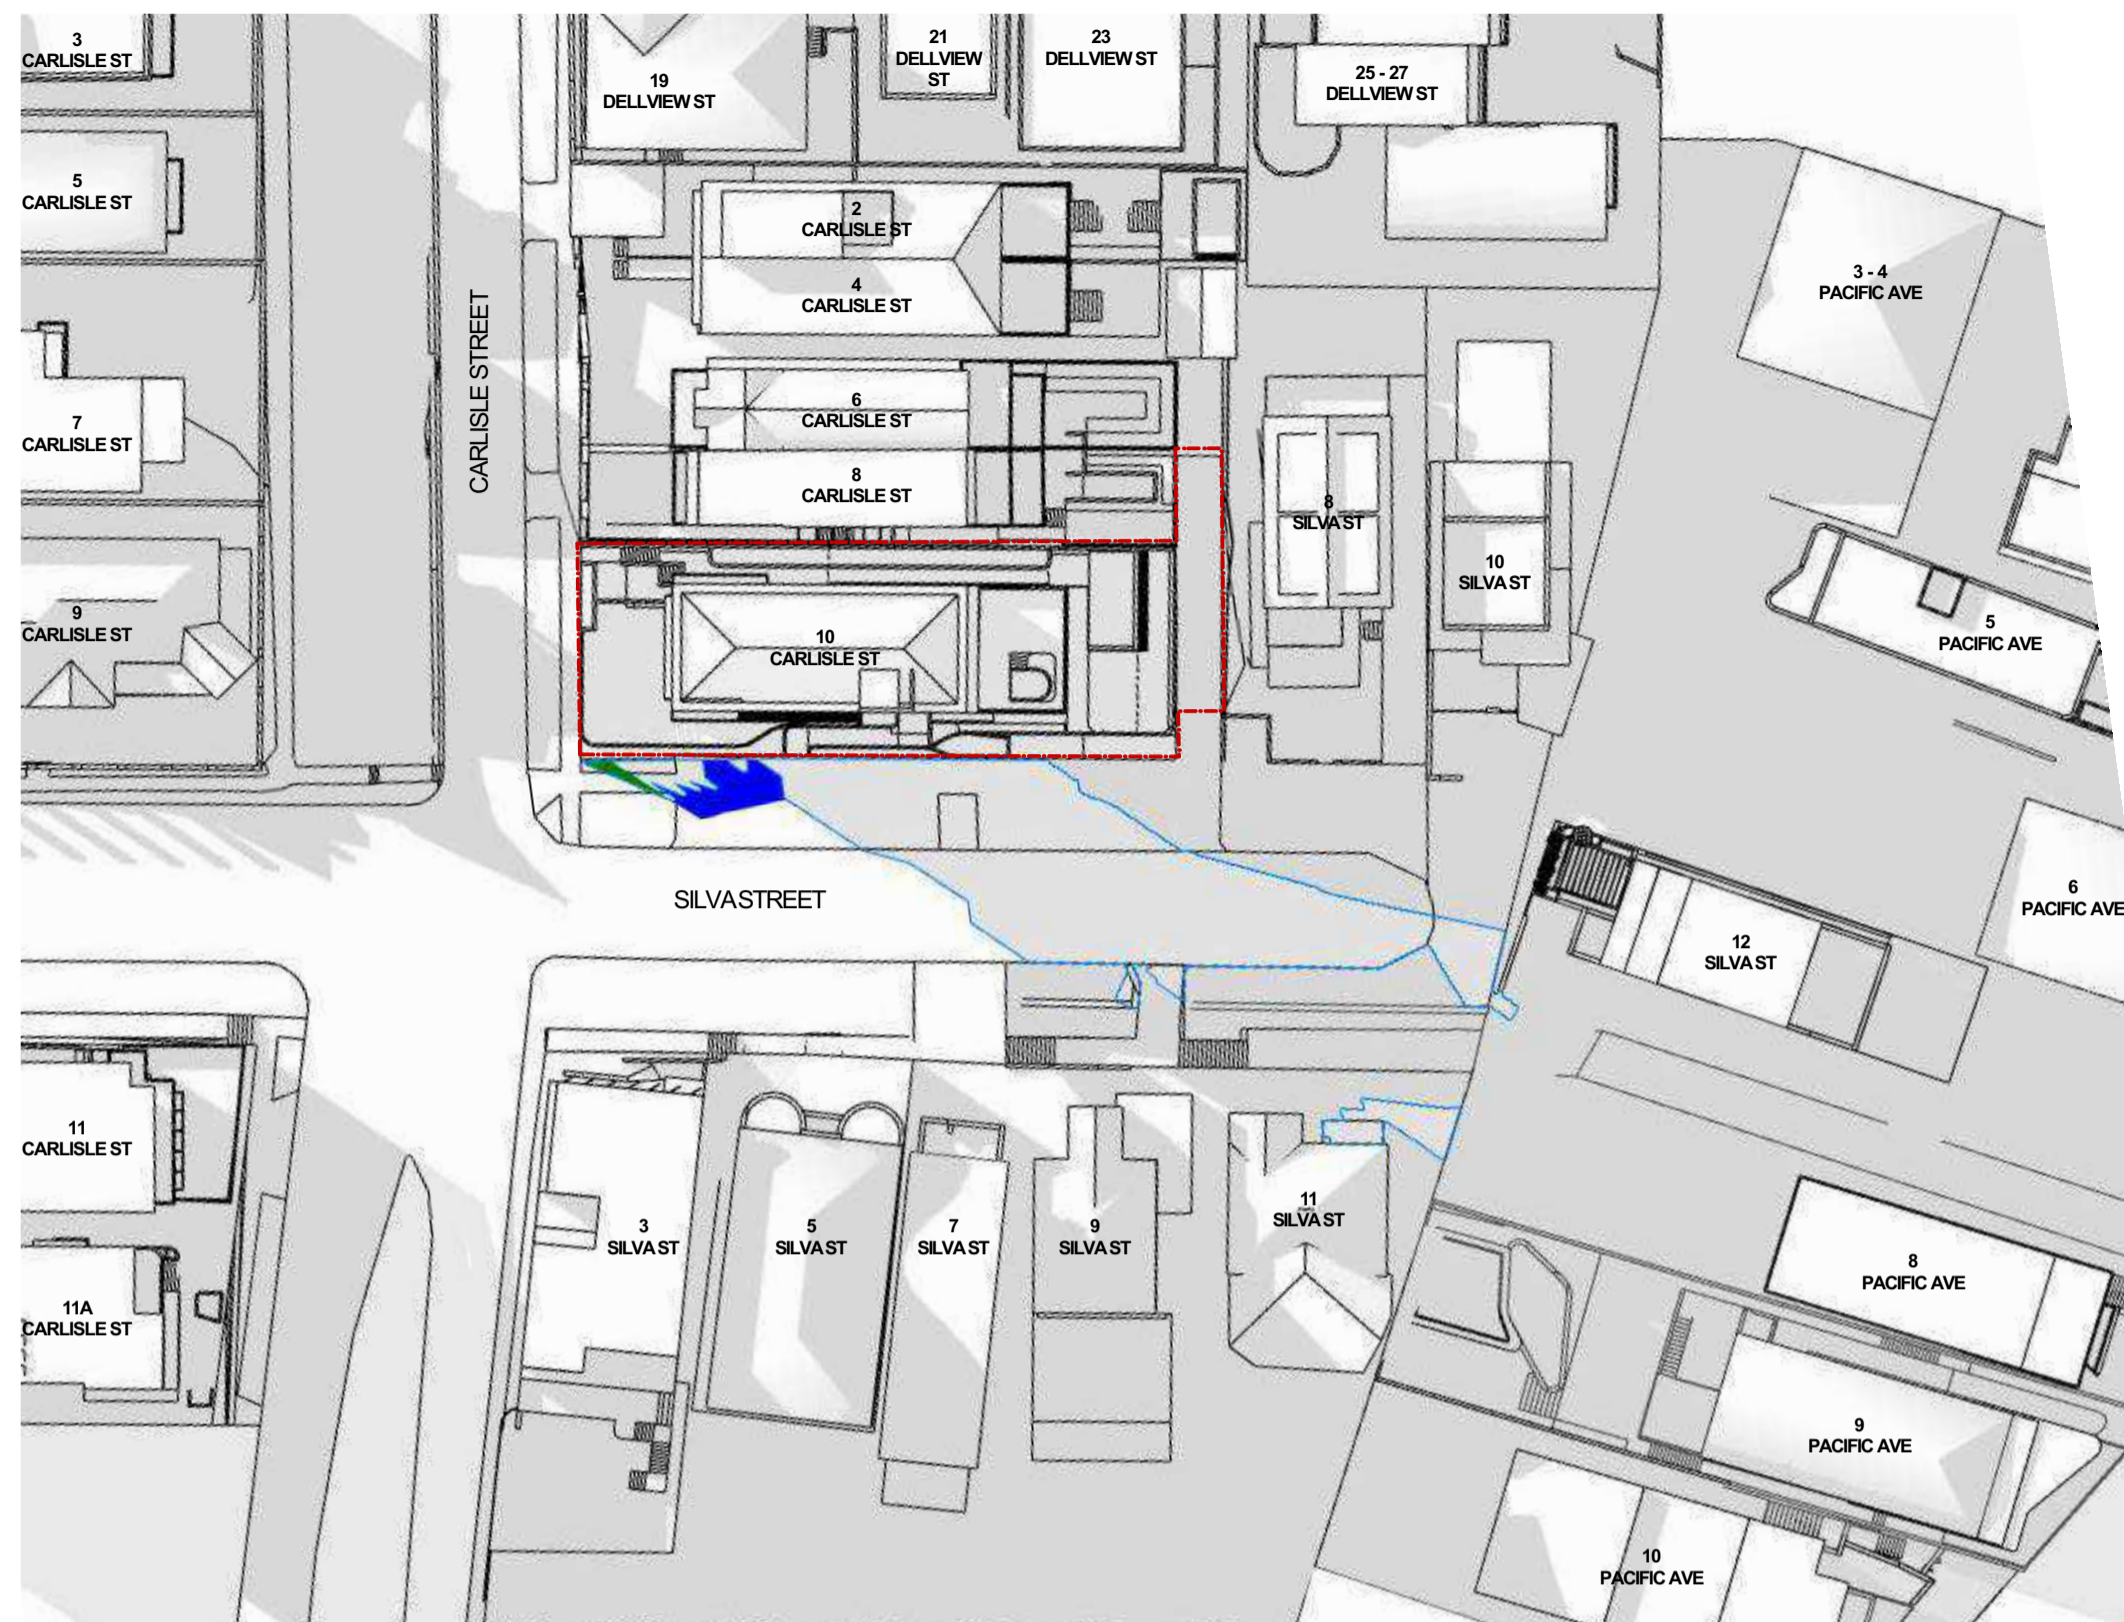 3
CARLISLE ST
19
DELLVIEW ST
21
DELLVIEW
ST
23
DELLVIEW ST
25 - 27
DELLVIEW ST
5
CARLISLE ST
2
CARLISLE ST
4
CARLISLE ST
3 - 4
PACIFIC AVE
CARLISLE STREET
7
CARLISLE ST
6
CARLISLE ST
8
CARLISLE ST
8
SILVA ST
10
SILVA ST
9
CARLISLE ST
10
CARLISLE ST
5
PACIFIC AVE
SILVA STREET
6
PACIFIC AVE
12
SILVA ST
11
CARLISLE ST
3
SILVA ST
5
SILVA ST
7
SILVA ST
9
SILVA ST
11
SILVA ST
8
PACIFIC AVE
11A
CARLISLE ST
9
PACIFIC AVE
10
PACIFIC AVE